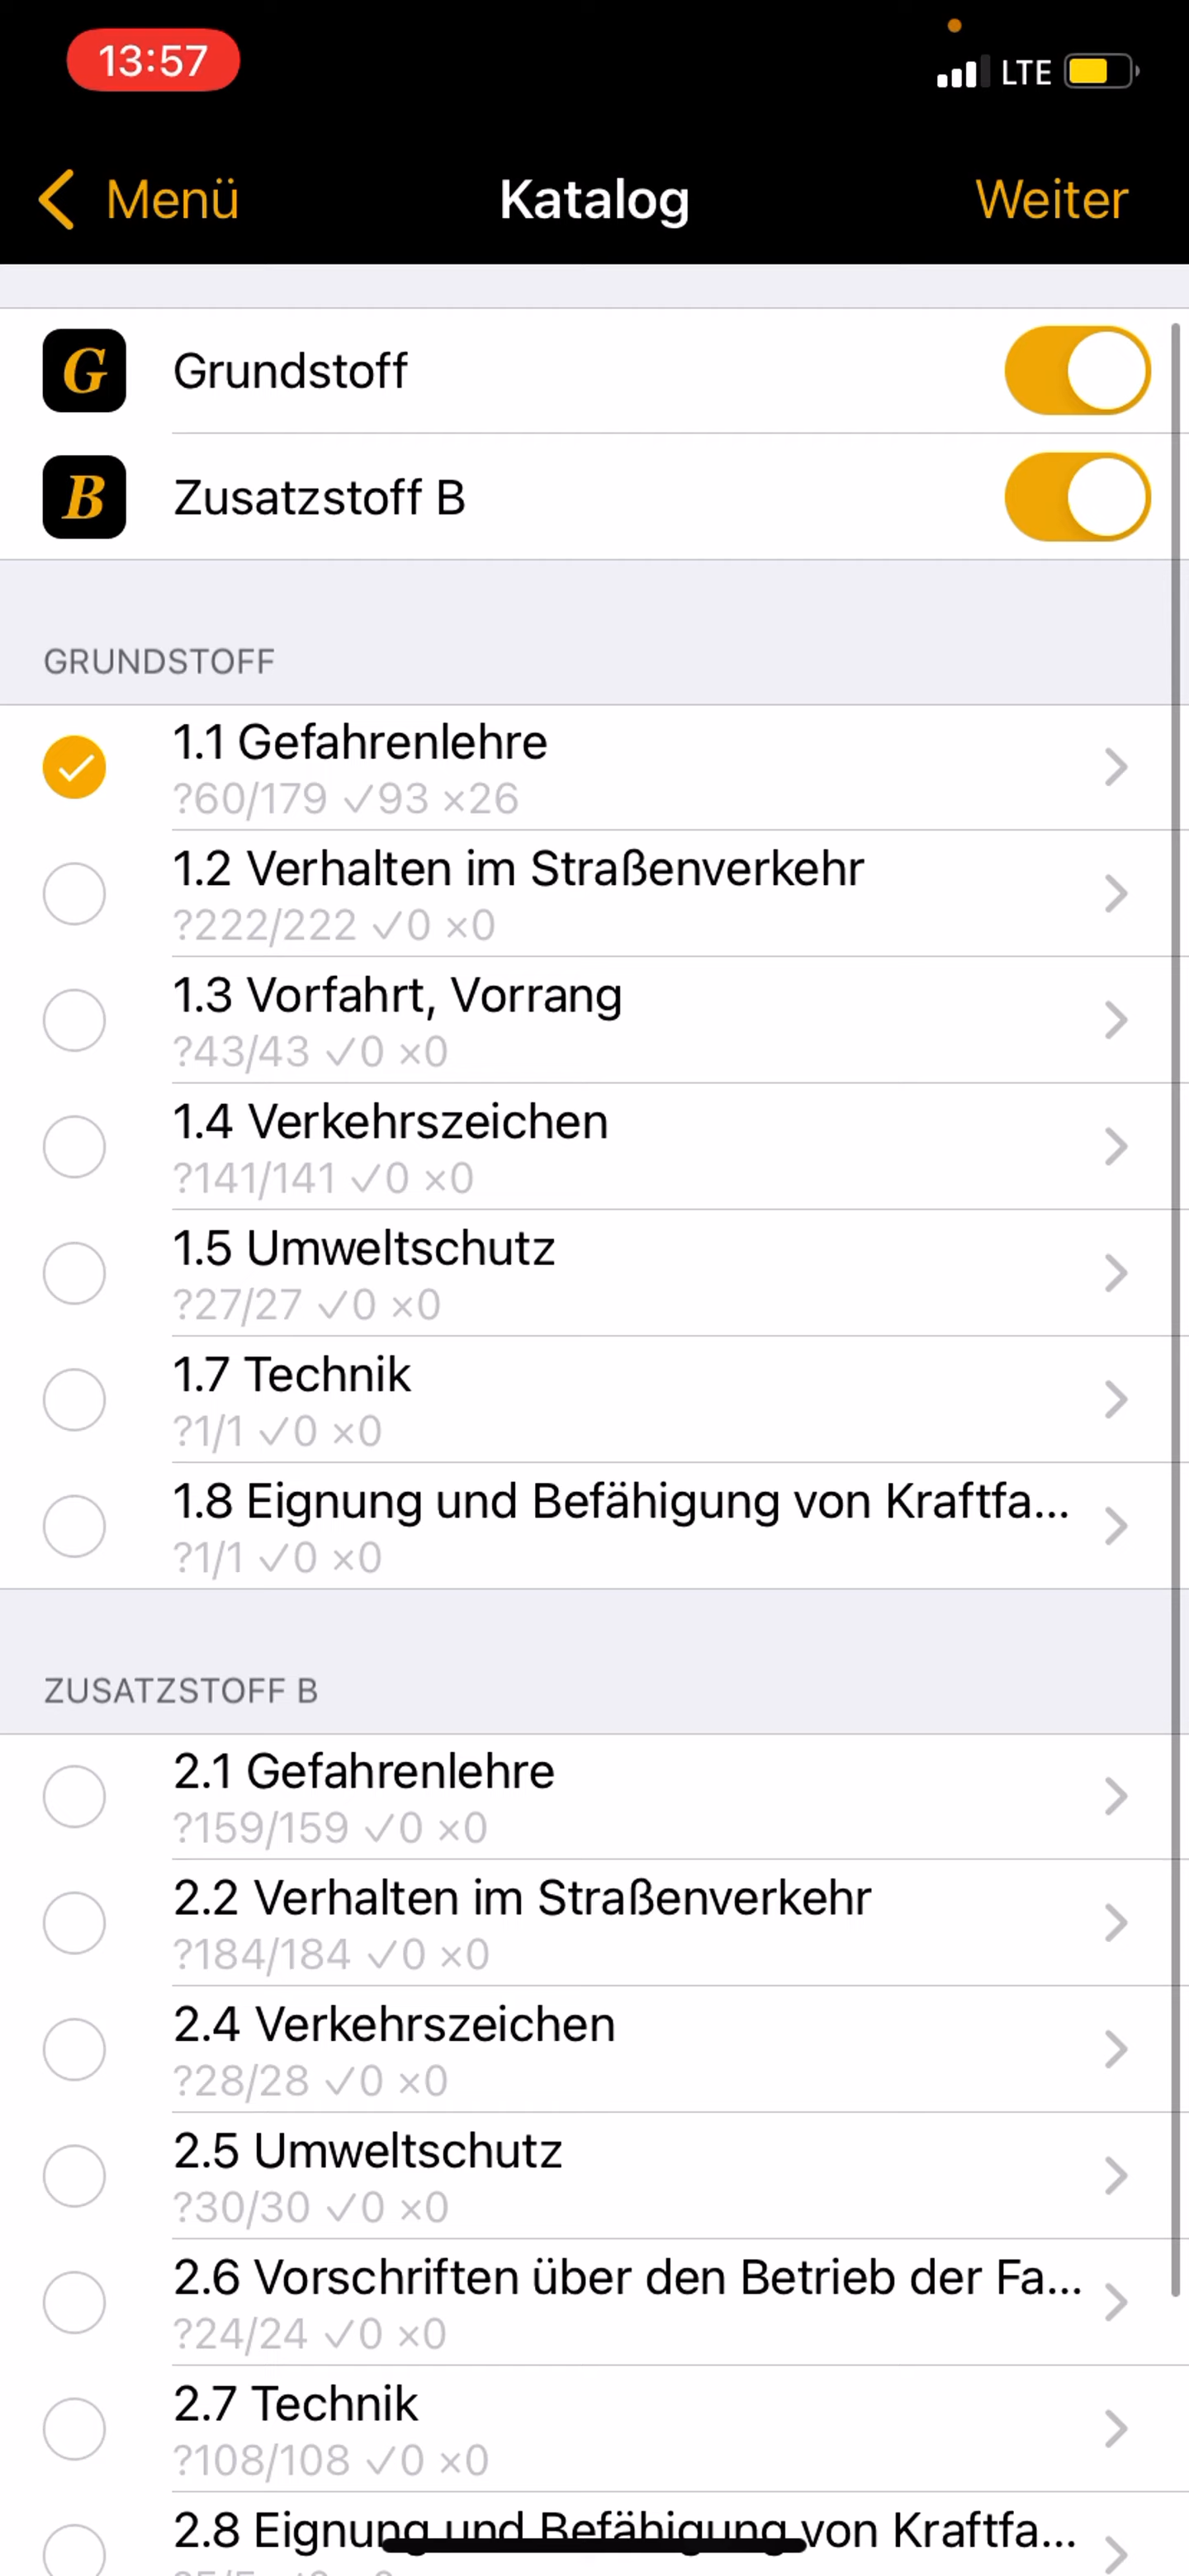 13:57
LTE
Menü
Katalog
Weiter
G
Grundstoff
B
Zusatzstoff B
GRUNDSTOFF
1.1 Gefahrenlehre
?60/179 ✓93 ×26
1.2 Verhalten im Straßenverkehr
?222/222 ✓0 ×0
1.3 Vorfahrt, Vorrang
?43/43 ✓0 ×0
1.4 Verkehrszeichen
?141/141 ✓0 ×0
1.5 Umweltschutz
?27/27 ✓0 ×0
1.7 Technik
?1/1 ✓0 ×0
1.8 Eignung und Befähigung von Kraftfa...
?1/1 ✓0 ×0
ZUSATZSTOFF B
2.1 Gefahrenlehre
?159/159 ✓0 ×0
2.2 Verhalten im Straßenverkehr
?184/184 ✓0 ×0
2.4 Verkehrszeichen
?28/28 ✓0 ×0
2.5 Umweltschutz
?30/30 ✓0 ×0
2.6 Vorschriften über den Betrieb der Fa...
?24/24 ✓0 ×0
2.7 Technik
?108/108 ✓0 ×0
2.8 Eignung und Befähigung von Kraftfa...